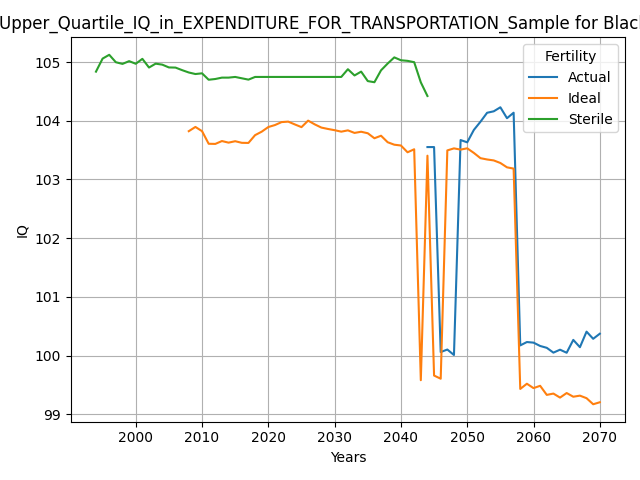 Upper_Quartile_IQ_in_EXPENDITURE_FOR_TRANSPORTATION_Sample for Blac
105
104
103
102
101
100
99
IQ
Fertility
Actual
Ideal
Sterile
2000 2010 2020 2030 2040 2050 2060 2070
Years